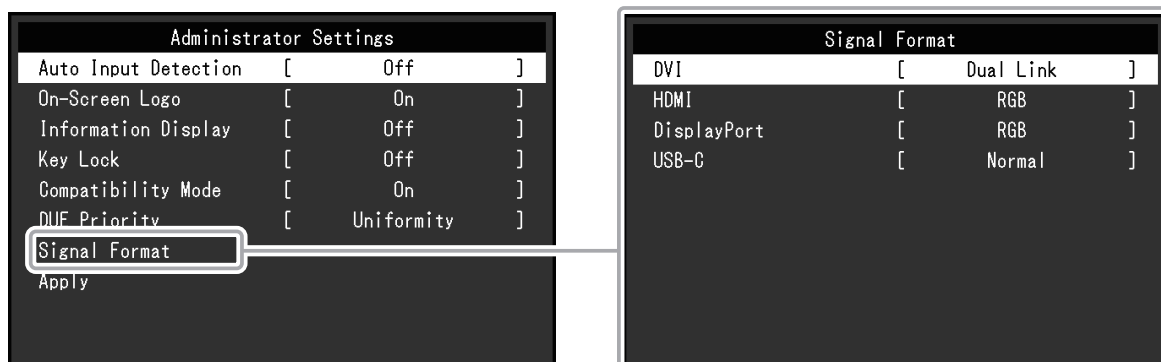 Administrator Settings
Auto Input Detection [ Off ]
On-Screen Logo [ On ]
Information Display [ Off ]
Key Lock [ Off ]
Compatibility Mode [ On ]
DUE Priority [ Uniformity ]
Signal Format
Apply
Signal Format
DVI [ Dual Link ]
HDMI [ RGB ]
DisplayPort [ RGB ]
USB-C [ Normal ]